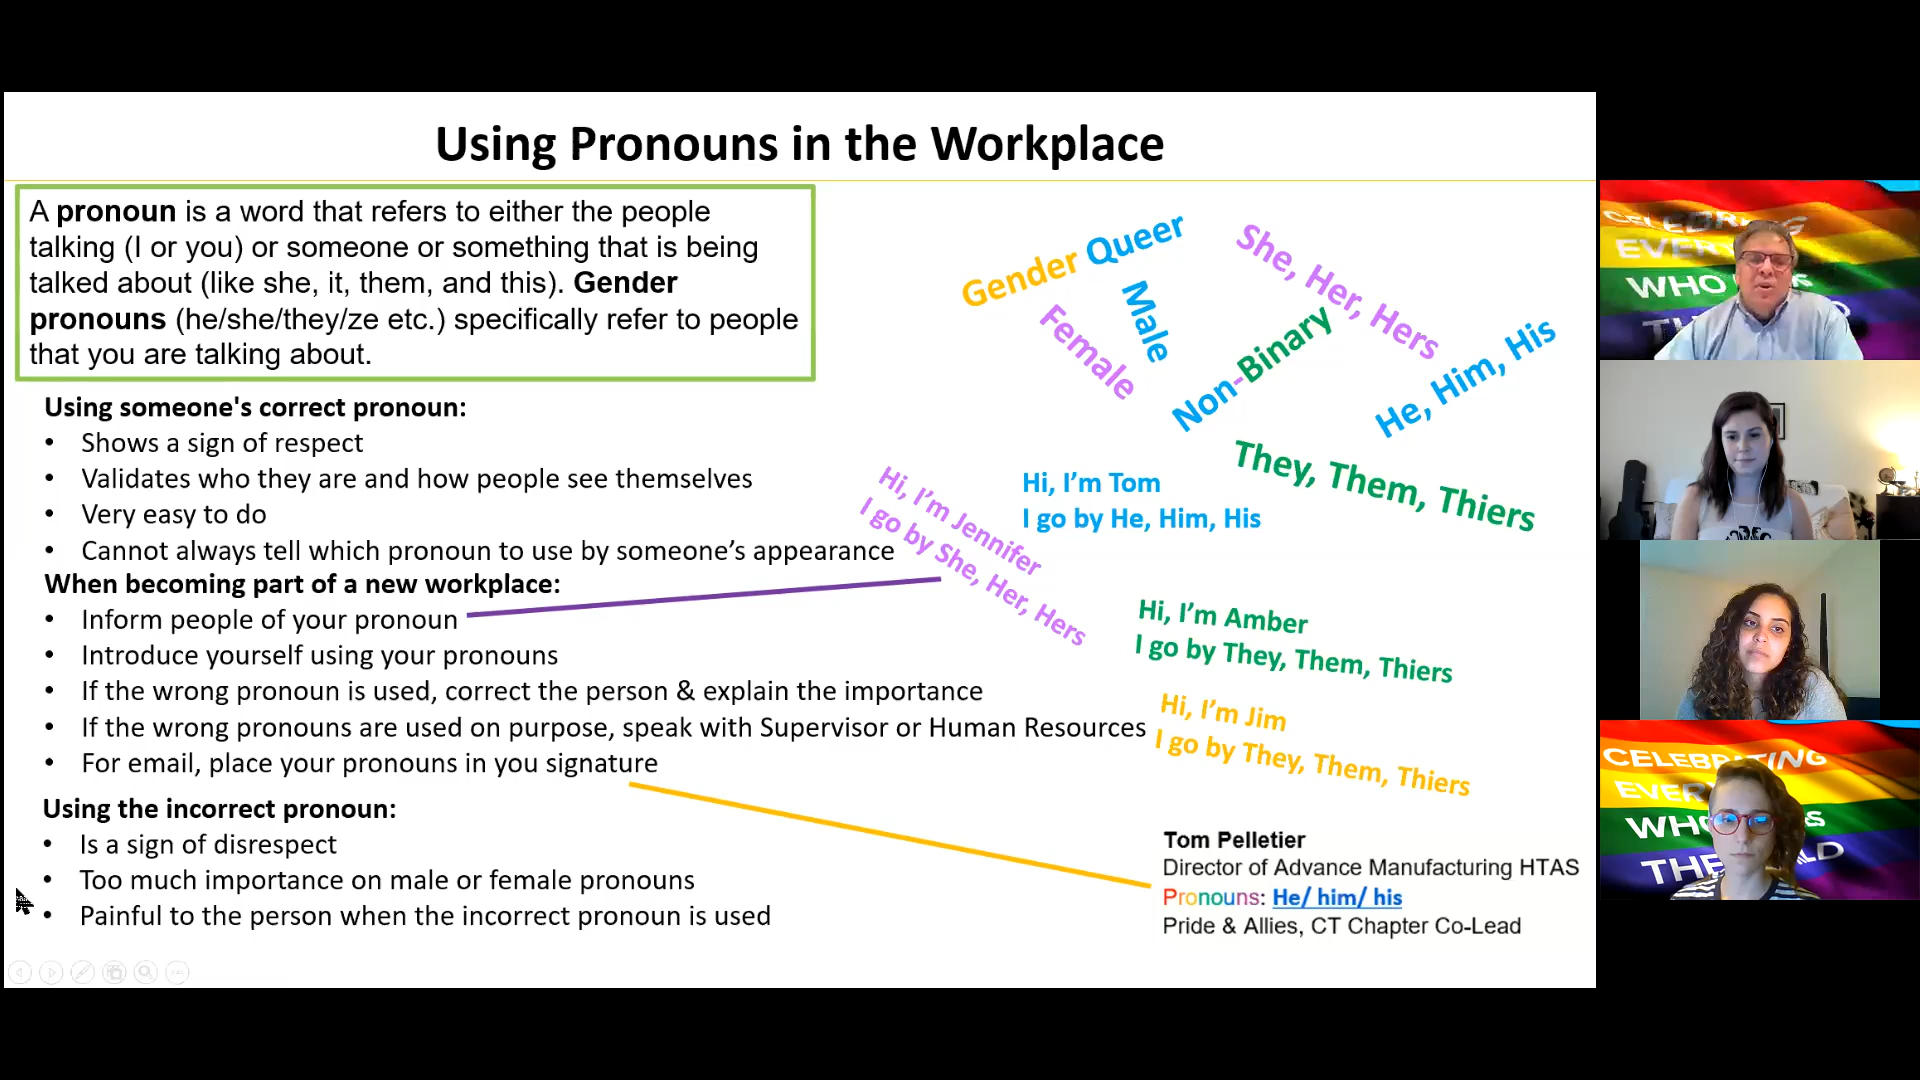 Using Pronouns in the Workplace
A pronoun is a word that refers to either the people
talking (I or you) or someone or something that is being
talked about (like she, it, them, and this). Gender
pronouns (he/she/they/ze etc.) specifically refer to people
that you are talking about.
Using someone's correct pronoun:
• Shows a sign of respect
• Validates who they are and how people see themselves
• Very easy to do
• Cannot always tell which pronoun to use by someone's appearance
When becoming part of a new workplace:
• Inform people of your pronoun
• Introduce yourself using your pronouns
• If the wrong pronoun is used, correct the person & explain the importance
• If the wrong pronouns are used on purpose, speak with Supervisor or Human Resources
• For email, place your pronouns in you signature
Using the incorrect pronoun:
• Is a sign of disrespect
• Too much importance on male or female pronouns
• Painful to the person when the incorrect pronoun is used
Gender Queer
She, Her, Hers
Male
Female
Non-Binary
He, Him, His
They, Them, Thiers
Hi, I'm Tom
I go by He, Him, His
Hi, I'm Jennifer
I go by She, Her, Hers
Hi, I'm Amber
I go by They, Them, Thiers
Hi, I'm Jim
I go by They, Them, Thiers
Tom Pelletier
Director of Advance Manufacturing HTAS
Pronouns: He/ him/ his
Pride & Allies, CT Chapter Co-Lead
WHO
CELEBRATING
THE